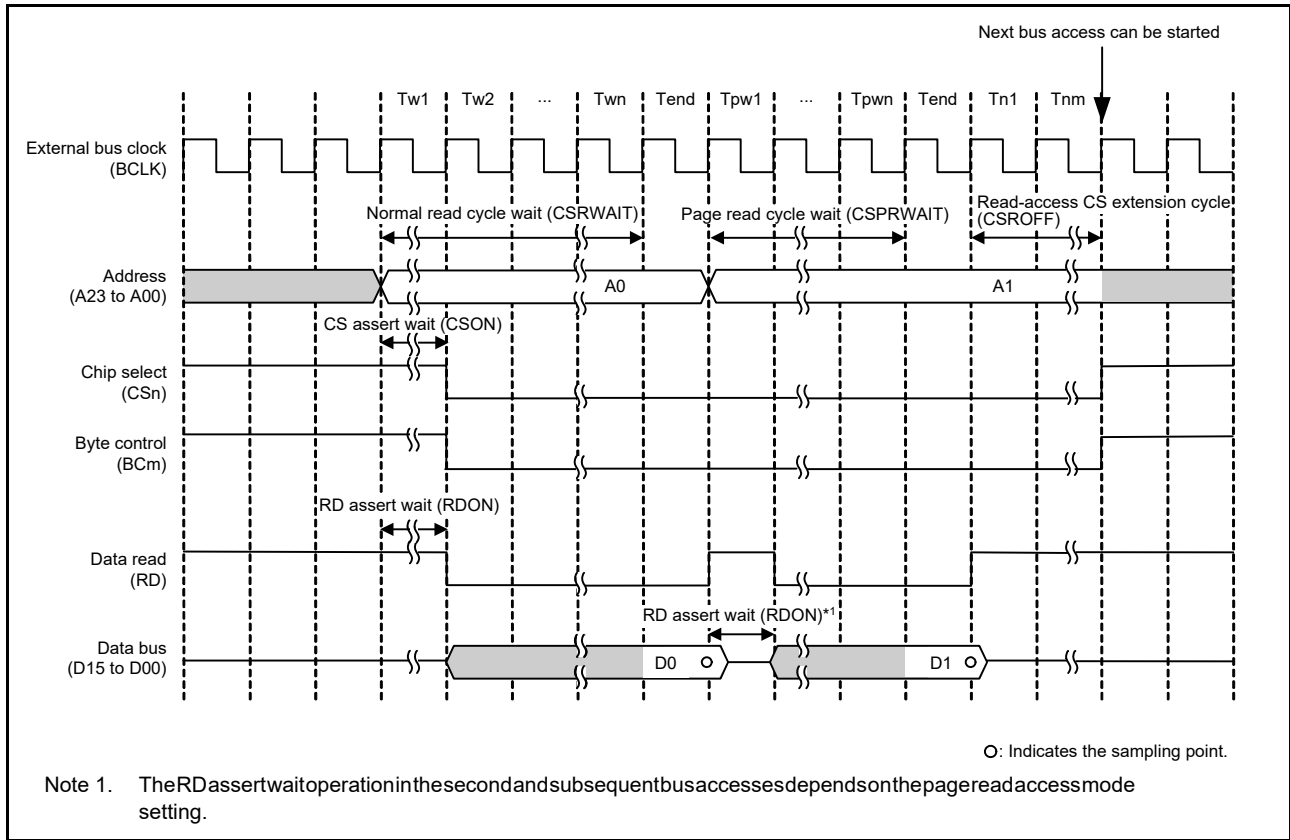 Next bus access can be started
Tw1 Tw2 ... Twn Tend Tpw1 ... Tpwn Tend Tn1 Tnm
External bus clock
(BCLK)
Normal read cycle wait (CSRWAIT)
Page read cycle wait (CSPRWAIT)
Read-access CS extension cycle
(CSROFF)
Address
(A23 to A00)
A0
A1
CS assert wait (CSON)
Chip select
(CSn)
Byte control
(BCm)
RD assert wait (RDON)
Data read
(RD)
RD assert wait (RDON)*1
Data bus
(D15 to D00)
D0
D1
O: Indicates the sampling point.
Note 1. TheRDassertwaitoperationinthesecondandsubsequentbusaccessesdependsonthepagereadaccessmode
setting.